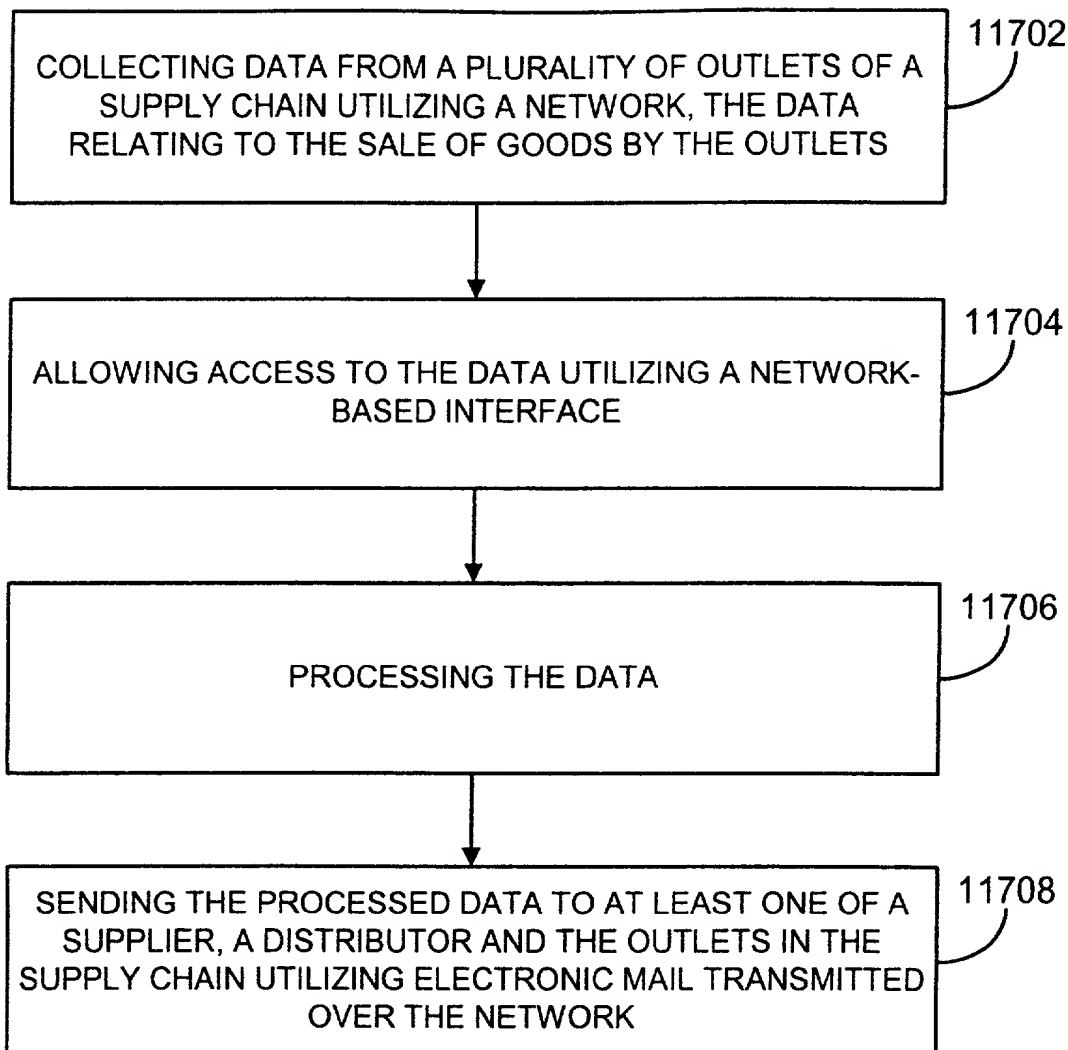 11702
COLLECTING DATA FROM A PLURALITY OF OUTLETS OF A
SUPPLY CHAIN UTILIZING A NETWORK, THE DATA
RELATING TO THE SALE OF GOODS BY THE OUTLETS
11704
ALLOWING ACCESS TO THE DATA UTILIZING A NETWORK-
BASED INTERFACE
11706
PROCESSING THE DATA
11708
SENDING THE PROCESSED DATA TO AT LEAST ONE OF A
SUPPLIER, A DISTRIBUTOR AND THE OUTLETS IN THE
SUPPLY CHAIN UTILIZING ELECTRONIC MAIL TRANSMITTED
OVER THE NETWORK